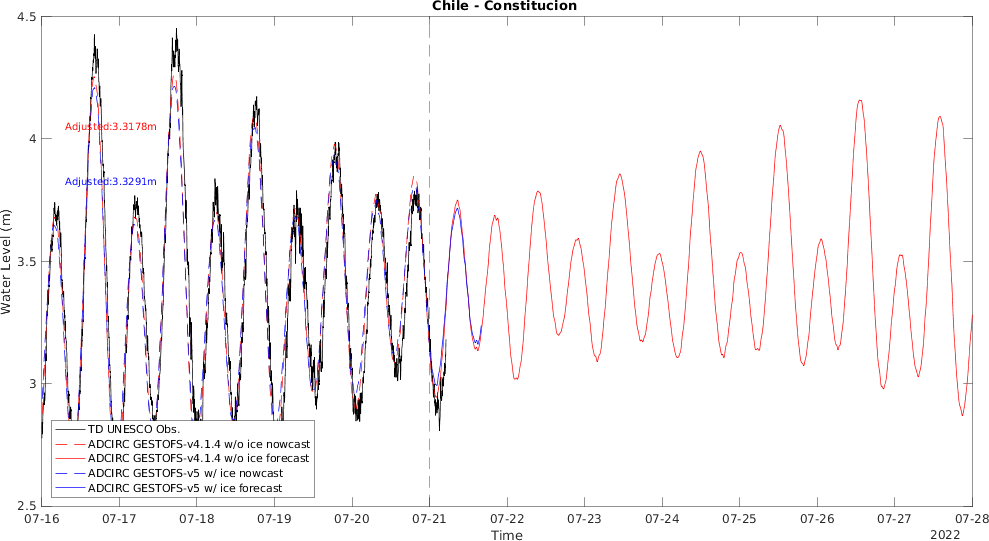 Chile - Constitucion
4.5
4
3.5
3
2.5
Water Level (m)
Adjusted:3.3178m
Adjusted:3.3291m
TD UNESCO Obs.
ADCIRC GESTOFS-v4.1.4 w/o ice nowcast
ADCIRC GESTOFS-v4.1.4 w/o ice forecast
ADCIRC GESTOFS-v5 w/ ice nowcast
ADCIRC GESTOFS-v5 w/ ice forecast
07-16 07-17 07-18 07-19 07-20 07-21 07-22 07-23 07-24 07-25 07-26 07-27 07-28
Time
2022